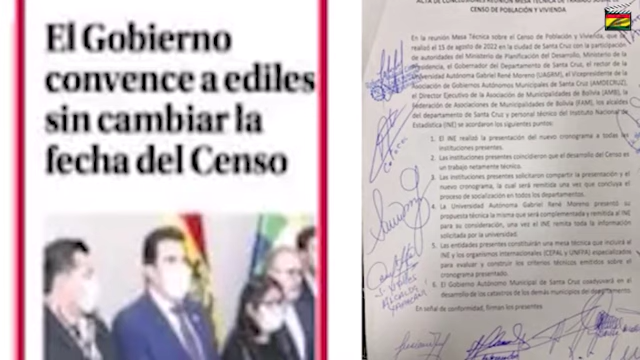 El Gobierno
convence a ediles
sin cambiar la
fecha del Censo
ACTA DE CONCLUSIONES REUNIÓN MESA TÉCNICA DE TRABAJO SOBRE
CENSO DE POBLACIÓN Y VIVIENDA.
En la reunión Mesa Técnica sobre el Censo de Población y Vivienda, que
realizó el 15 de agosto de 2022 en la ciudad de Santa Cruz con la participación
de autoridades del Ministerio de Planificación del Desarrollo, Ministerio de
Presidencia, el Gobernador del Departamento de Santa Cruz, el rector de
Universidad Autónoma Gabriel René Moreno (UAGRM), el Vicepresidente de
Asociación de Gobiernos Autónomos Municipales de Santa Cruz (AMDECRUZ),
el Director Ejecutivo de la Asociación de Municipalidades de Bolivia (AMB),
Federación de Asociaciones de Municipalidades de Bolivia (FAM), los alcaldes
del departamento de Santa Cruz y personal técnico del Instituto Nacional de
Estadística (INE) se acordaron los siguientes puntos:
1. El INE realizó la presentación del nuevo cronograma a todas las
instituciones presentes.
2. Las instituciones presentes coincidieron que el desarrollo del Censo es
un trabajo netamente técnico.
3. Las instituciones solicitaron compartir la presentación y el
nuevo cronograma, la cual será remitida una vez que concluya el
proceso de socialización en todos los departamentos.
4. La Universidad Autónoma Gabriel René Moreno presentó su
propuesta técnica la misma que será complementada y remitida al INE
para su consideración, una vez el INE remita toda la información
solicitada por la universidad.
5. Las entidades presentes constituirán una mesa técnica que incluirá al
INE y los organismos internacionales (CEPAL y UNFPA) especializados
para evaluar y construir los criterios técnicos emitidos sobre el
cronograma presentado.
6. El Gobierno Autónomo Municipal de Santa Cruz coadyuvará en el
desarrollo de los catastros de los demás municipios del departamento.
En señal de conformidad, firman los presentes